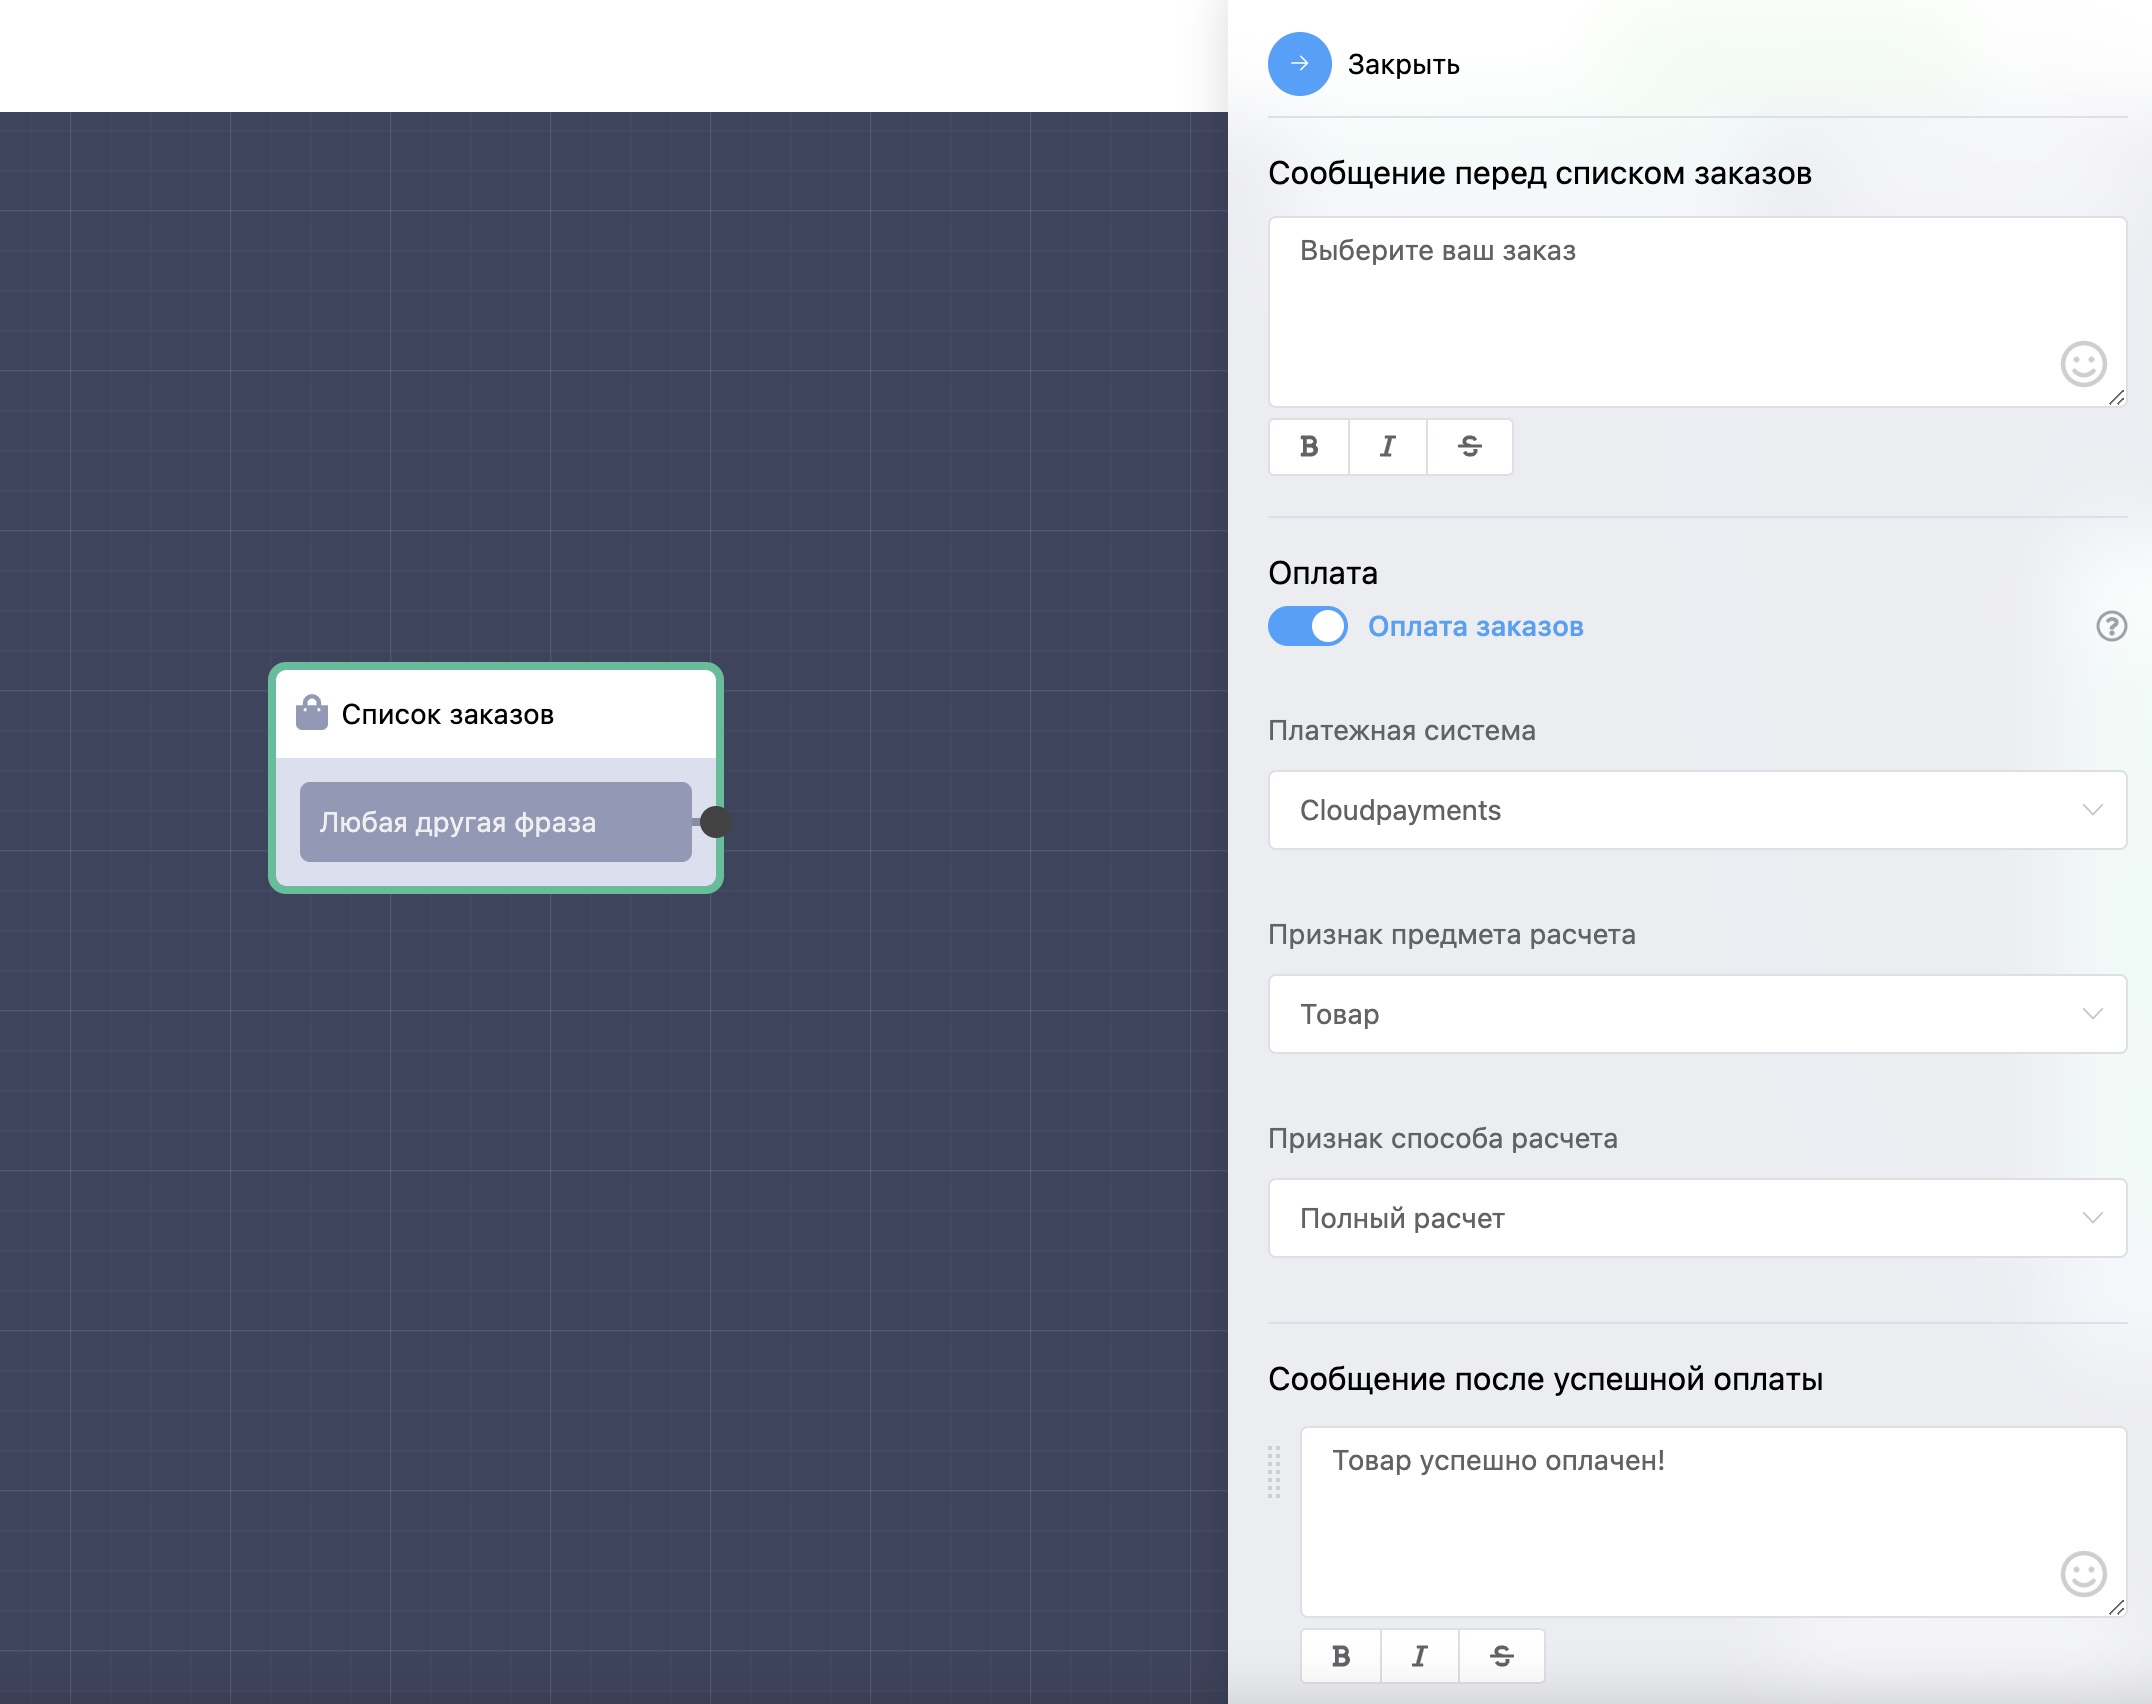 Закрыть
Сообщение перед списком заказов
Выберите ваш заказ
B I S
Оплата
Оплата заказов
?
Платежная система
Cloudpayments
Признак предмета расчета
Товар
Признак способа расчета
Полный расчет
Сообщение после успешной оплаты
Товар успешно оплачен!
B I S
Список заказов
Любая другая фраза